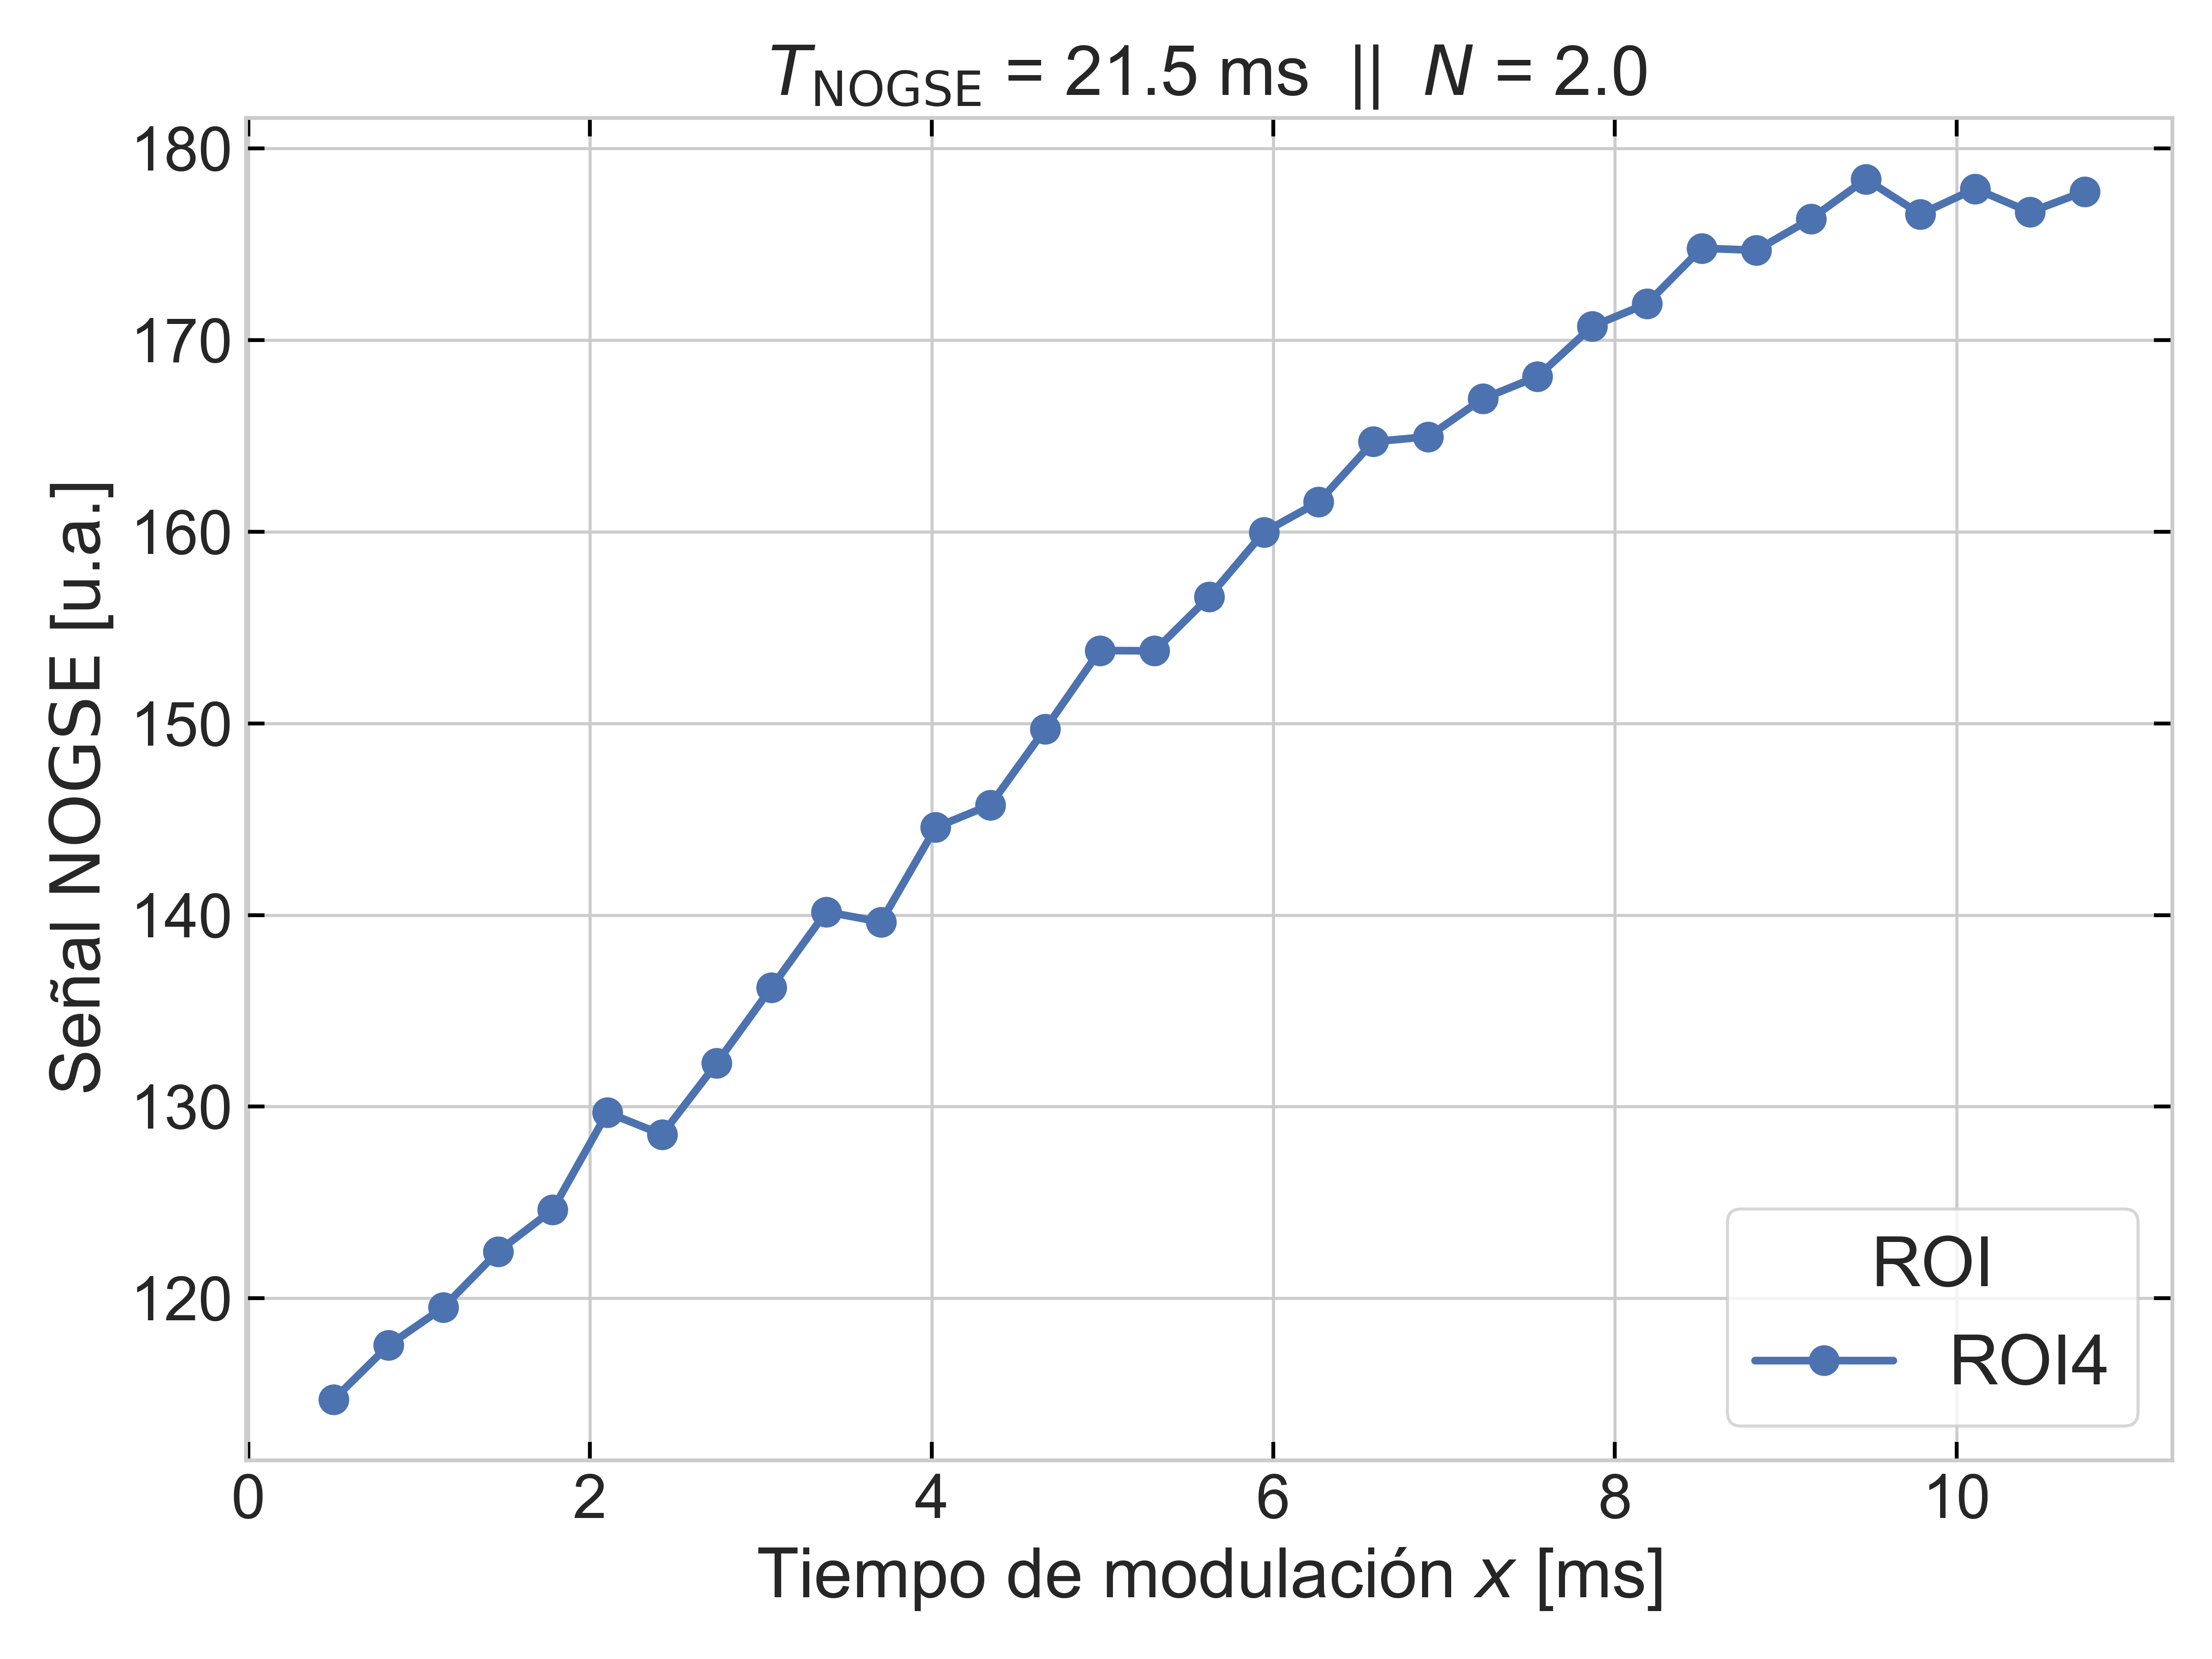 T_NOGSE = 21.5 ms || N = 2.0
Señal NOGSE [u.a.]
180
170
160
150
140
130
120
0 2 4 6 8 10
Tiempo de modulación x [ms]
ROI
ROI4